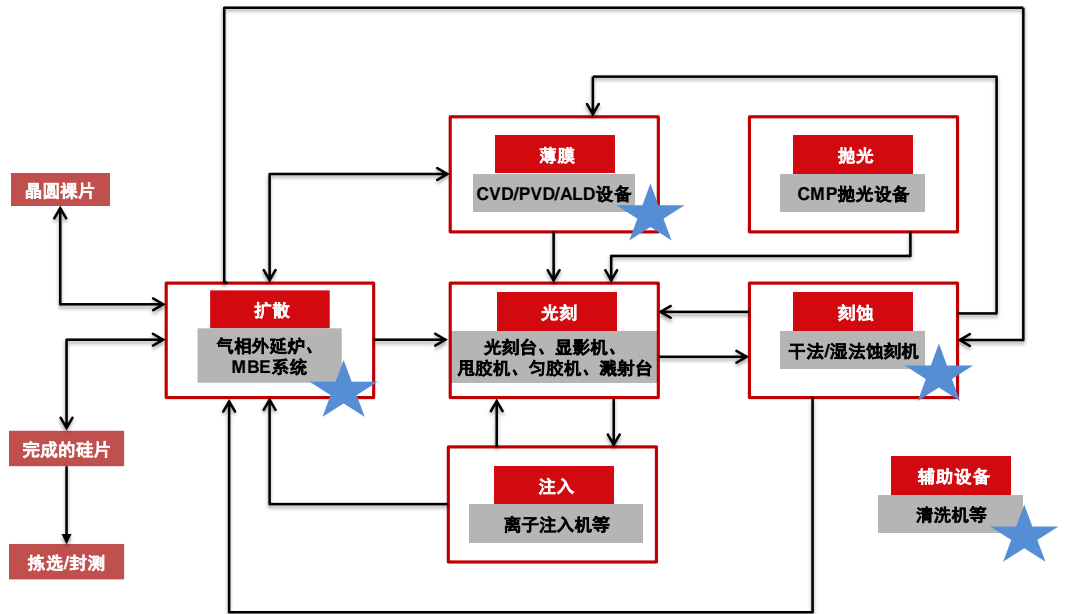 薄膜
CVD/PVD/ALD设备
抛光
CMP抛光设备
晶圆裸片
扩散
气相外延炉、
MBE系统
光刻
光刻台、显影机、
甩胶机、匀胶机、溅射台
刻蚀
干法/湿法蚀刻机
完成的硅片
注入
离子注入机等
辅助设备
清洗机等
拣选/封测